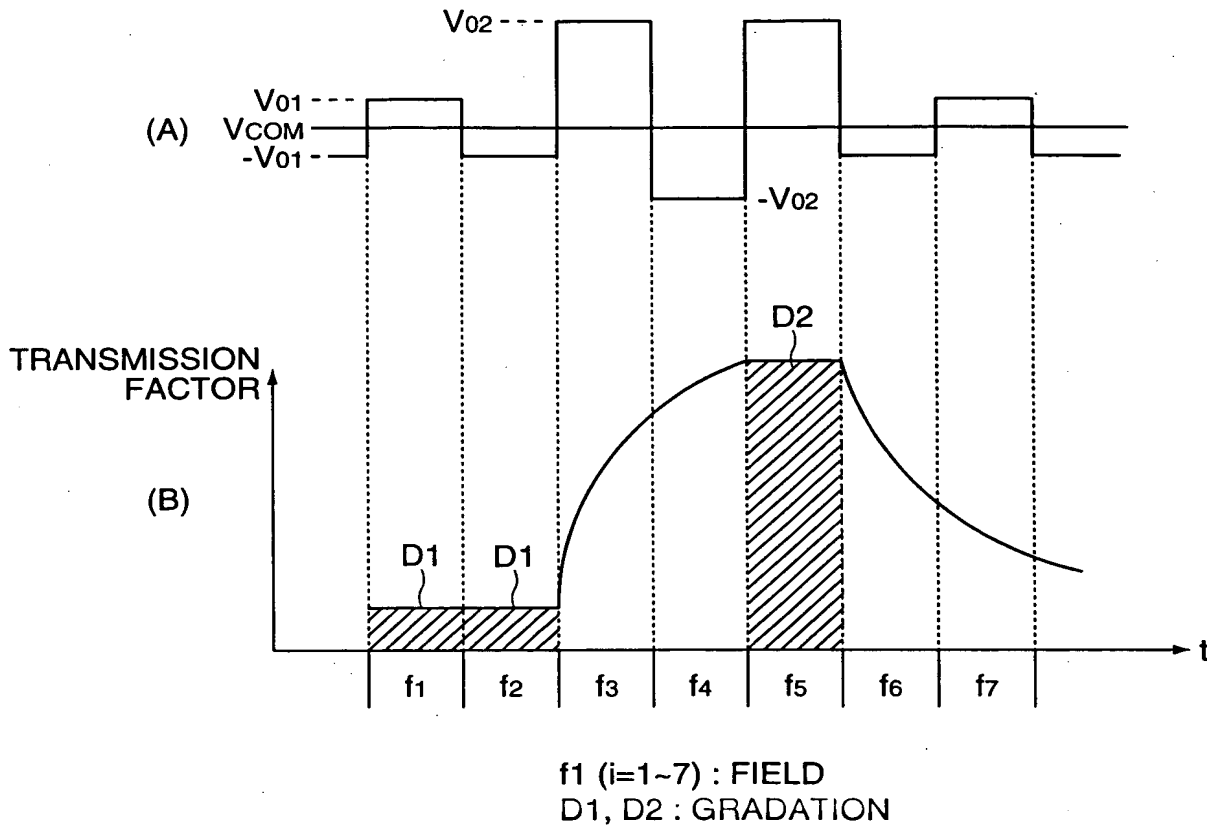 V02
V01
(A) VCOM
-V01
-V02
D2
TRANSMISSION
FACTOR
(B)
D1 D1
t
f1 f2 f3 f4 f5 f6 f7
f1 (i=1~7) : FIELD
D1, D2 : GRADATION